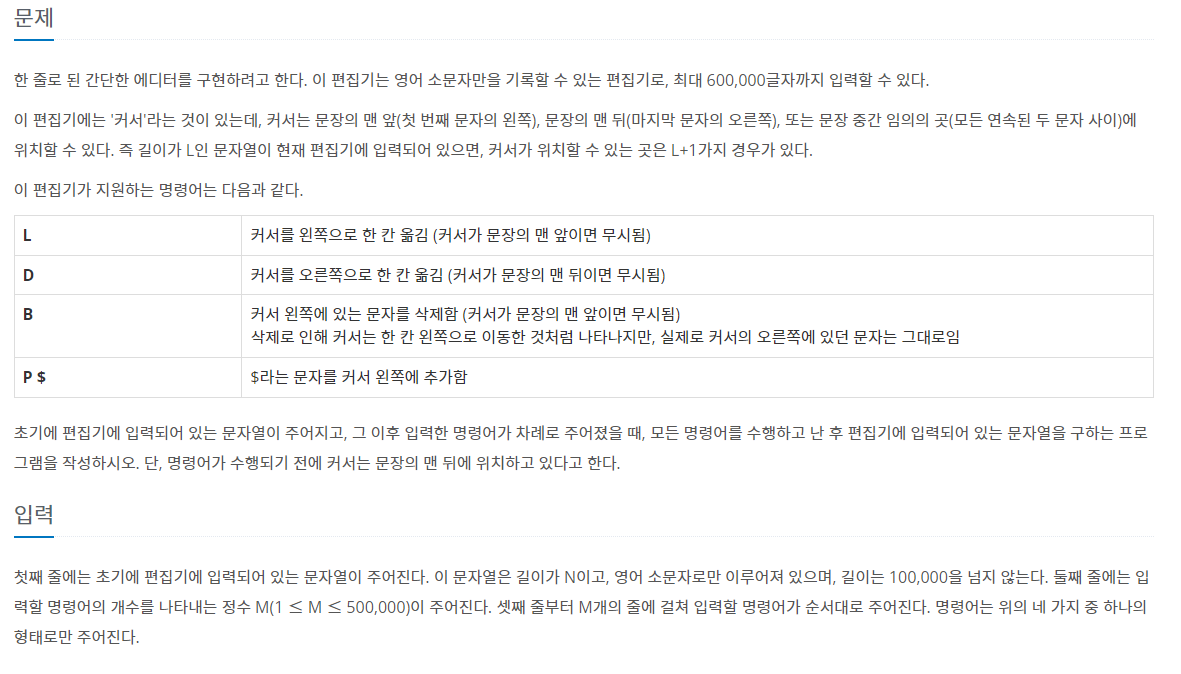 문제
한 줄로 된 간단한 에디터를 구현하려고 한다. 이 편집기는 영어 소문자만을 기록할 수 있는 편집기로, 최대 600,000글자까지 입력할 수 있다.
이 편집기에는 '커서'라는 것이 있는데, 커서는 문장의 맨 앞(첫 번째 문자의 왼쪽), 문장의 맨 뒤(마지막 문자의 오른쪽), 또는 문장 중간 임의의 곳(모든 연속된 두 문자 사이)에
위치할 수 있다. 즉 길이가 L인 문자열이 현재 편집기에 입력되어 있으면, 커서가 위치할 수 있는 곳은 L+1가지 경우가 있다.
이 편집기가 지원하는 명령어는 다음과 같다.
L 커서를 왼쪽으로 한 칸 옮김 (커서가 문장의 맨 앞이면 무시됨)
D 커서를 오른쪽으로 한 칸 옮김 (커서가 문장의 맨 뒤이면 무시됨)
B 커서 왼쪽에 있는 문자를 삭제함 (커서가 문장의 맨 앞이면 무시됨)
삭제로 인해 커서는 한 칸 왼쪽으로 이동한 것처럼 나타나지만, 실제로 커서의 오른쪽에 있던 문자는 그대로임
P $ $라는 문자를 커서 왼쪽에 추가함
초기에 편집기에 입력되어 있는 문자열이 주어지고, 그 이후 입력한 명령어가 차례로 주어졌을 때, 모든 명령어를 수행하고 난 후 편집기에 입력되어 있는 문자열을 구하는 프로
그램을 작성하시오. 단, 명령어가 수행되기 전에 커서는 문장의 맨 뒤에 위치하고 있다고 한다.
입력
첫째 줄에는 초기에 편집기에 입력되어 있는 문자열이 주어진다. 이 문자열은 길이가 N이고, 영어 소문자로만 이루어져 있으며, 길이는 100,000을 넘지 않는다. 둘째 줄에는 입
력할 명령어의 개수를 나타내는 정수 M(1 ≤ M ≤ 500,000)이 주어진다. 셋째 줄부터 M개의 줄에 걸쳐 입력할 명령어가 순서대로 주어진다. 명령어는 위의 네 가지 중 하나의
형태로만 주어진다.